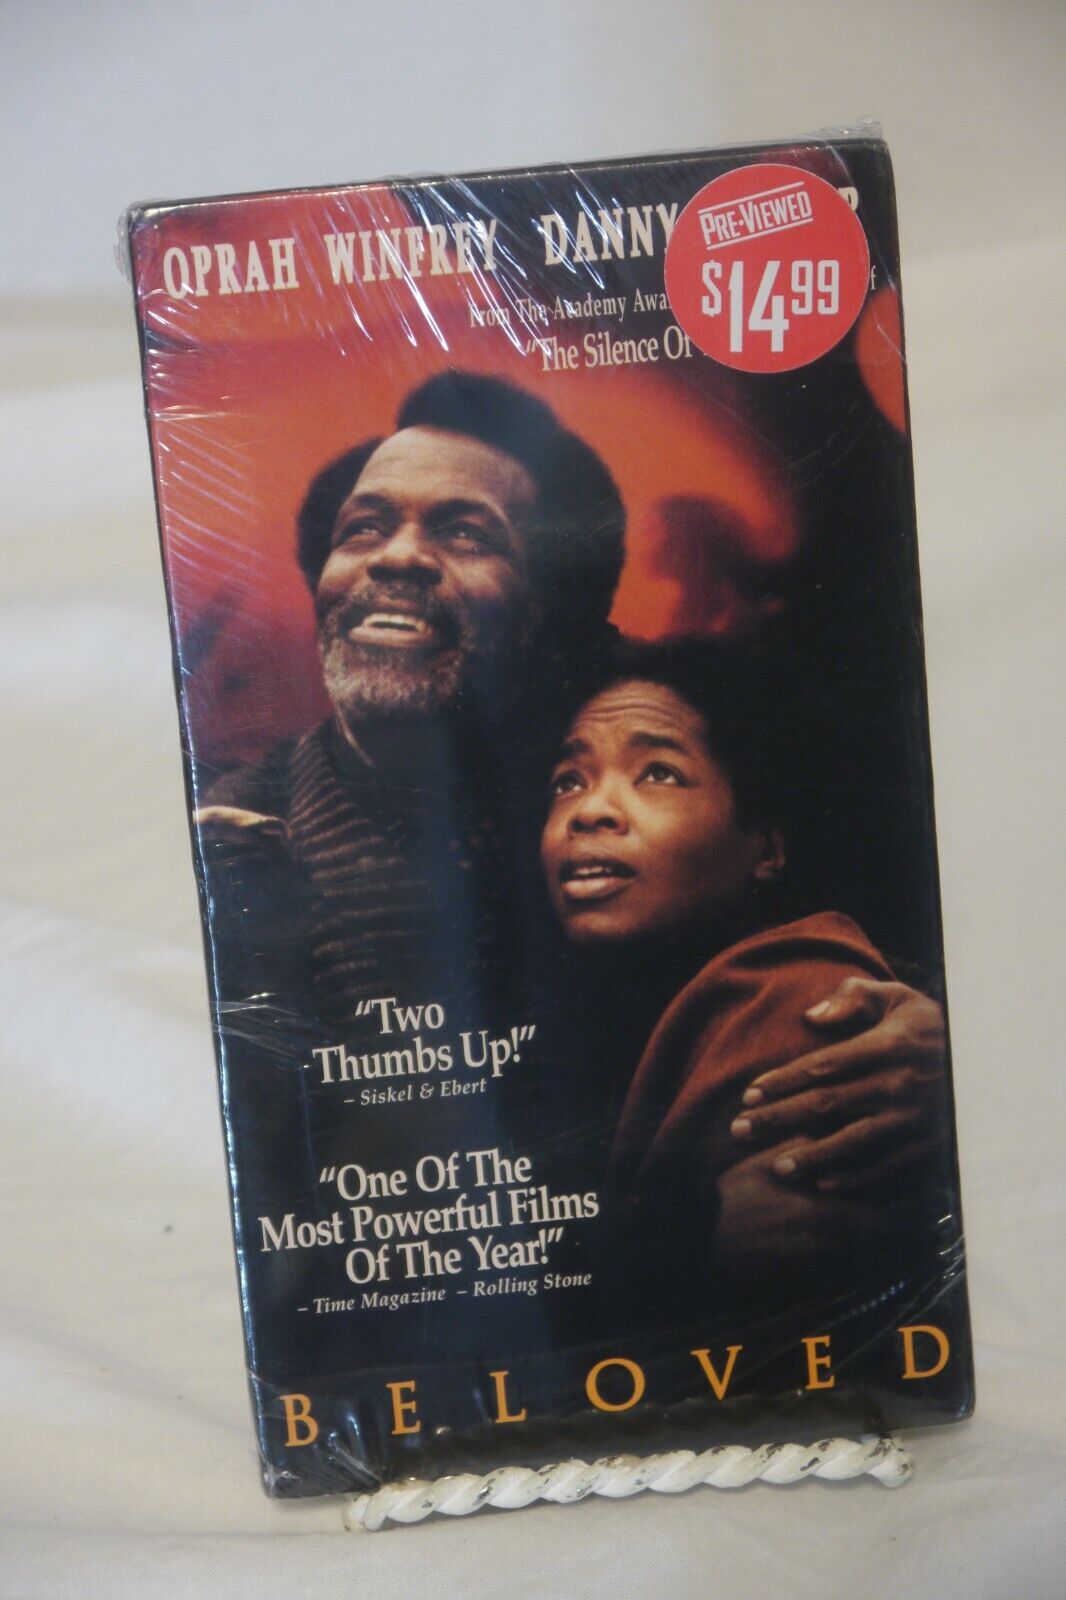 OPRAH WINFREY DANNY
PRE-VIEWED
$14.99
From The Academy
"The Silence Of
"Two
Thumbs Up!"
– Siskel & Ebert
"One Of The
Most Powerful Films
Of The Year!"
– Time Magazine – Rolling Stone
BELOVED